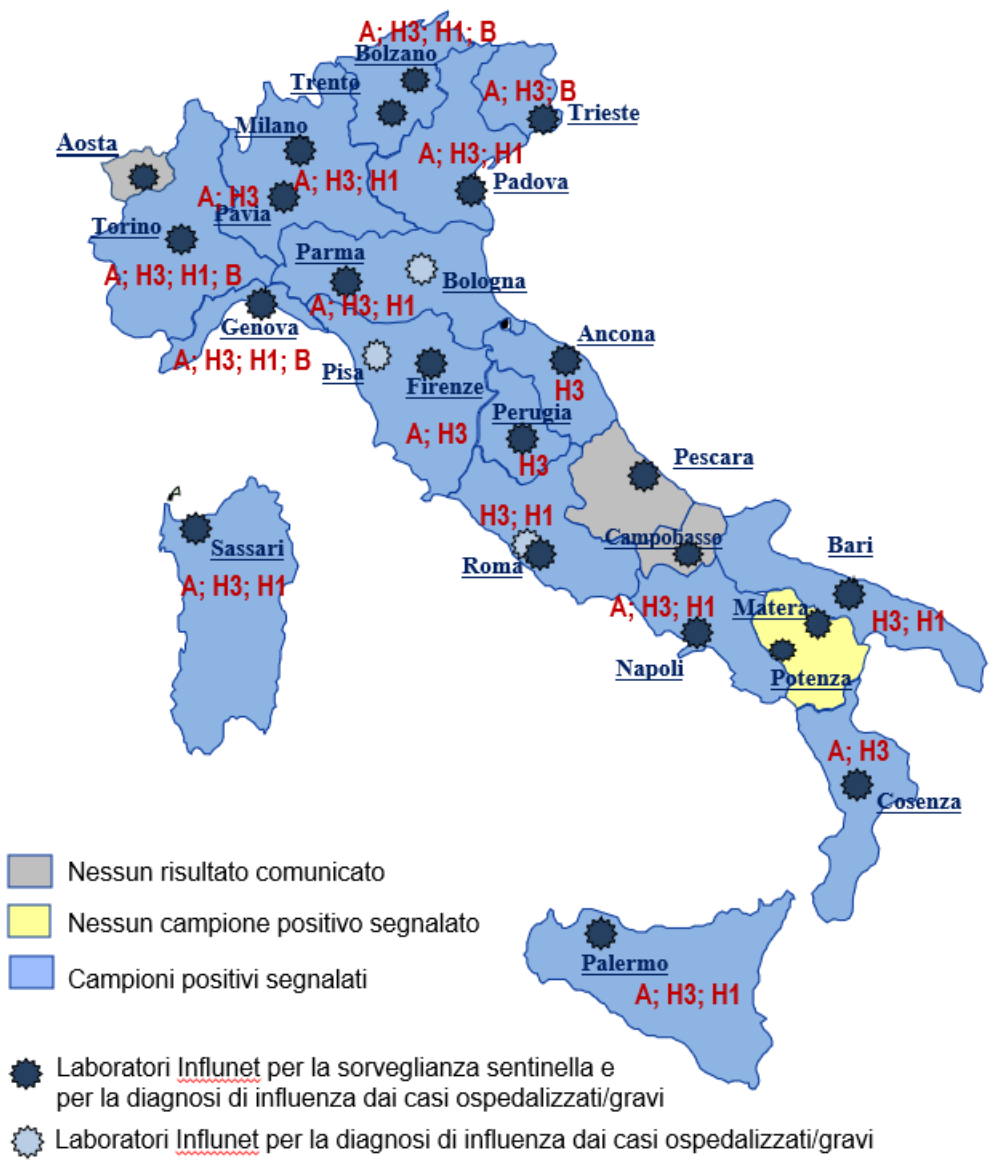 A; H3; H1; B
Bolzano
Trento
A; H3; B
Trieste
Milano
Aosta
A; H3; H1
A; H3; H1
Padova
A; H3
Pavia
Torino
Parma
A; H3; H1; B
Bologna
A; H3; H1
Genova
Ancona
A; H3; H1; B
Pisa
Firenze
H3
Perugia
A; H3
H3
Pescara
H3; H1
Campobasso
Roma
Sassari
Bari
A; H3; H1
A; H3; H1
Matera
H3; H1
Napoli
Potenza
A; H3
Cosenza
Nessun risultato comunicato
Nessun campione positivo segnalato
Campioni positivi segnalati
Palermo
A; H3; H1
Laboratori Influnet per la sorveglianza sentinella e
per la diagnosi di influenza dai casi ospedalizzati/gravi
Laboratori Influnet per la diagnosi di influenza dai casi ospedalizzati/gravi